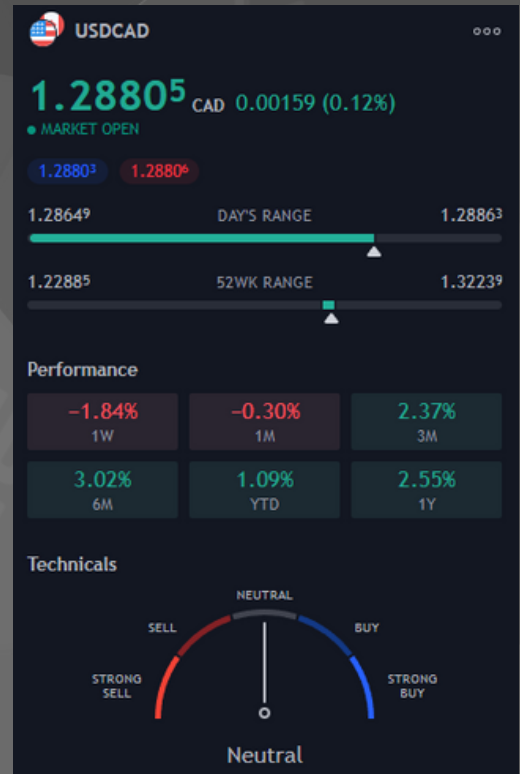 USDCAD
1.28805 CAD 0.00159 (0.12%)
MARKET OPEN
1.28803 1.28806
1.28649 DAY'S RANGE 1.28863
1.22885 52WK RANGE 1.32239
Performance
−1.84% −0.30% 2.37%
1W 1M 3M
3.02% 1.09% 2.55%
6M YTD 1Y
Technicals
NEUTRAL
SELL BUY
STRONG SELL STRONG BUY
Neutral